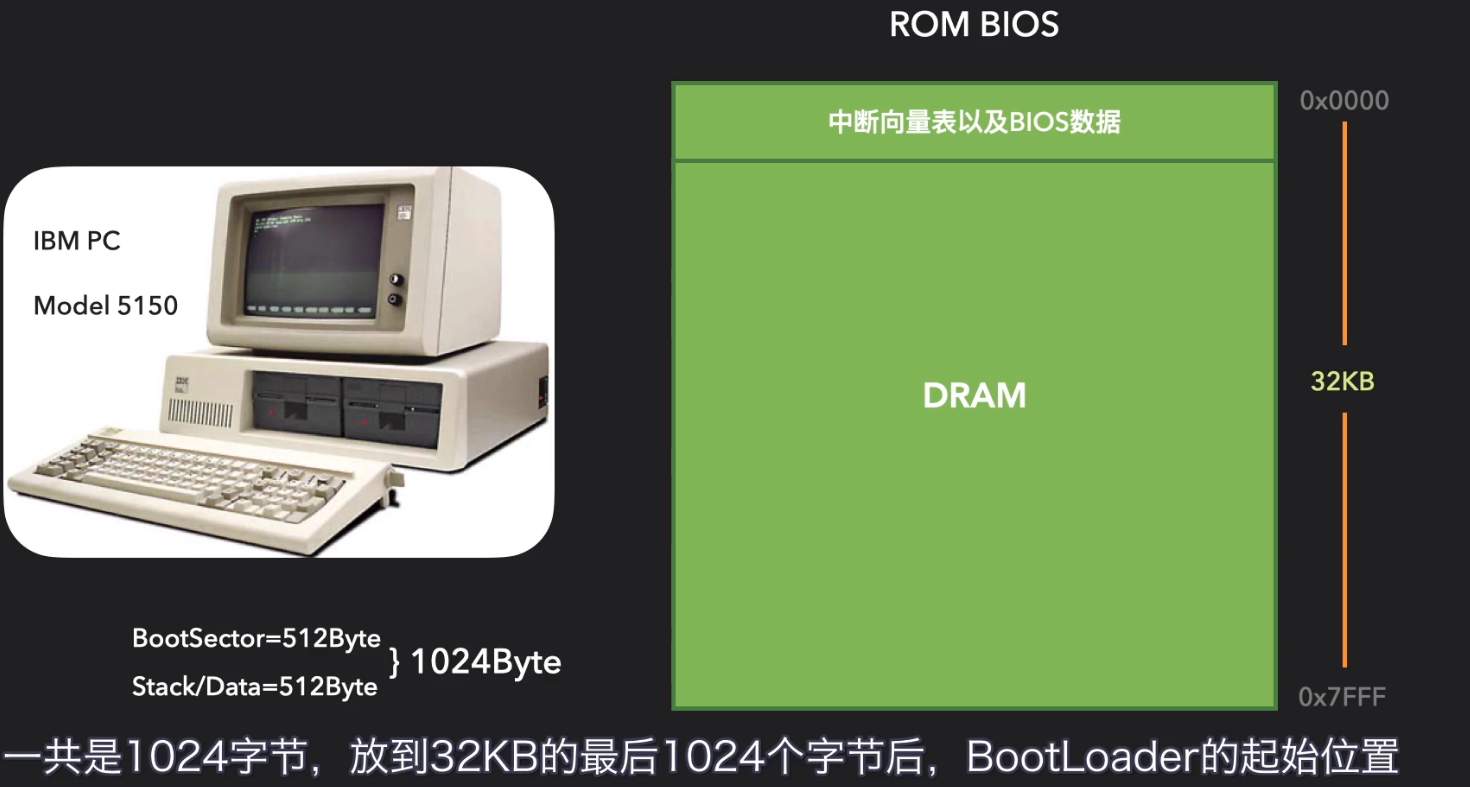 ROM BIOS
中断向量表以及BIOS数据
0x0000
IBM PC
Model 5150
DRAM
32KB
0x7FFF
BootSector=512Byte
Stack/Data=512Byte
} 1024Byte
一共是1024字节，放到32KB的最后1024个字节后，BootLoader的起始位置